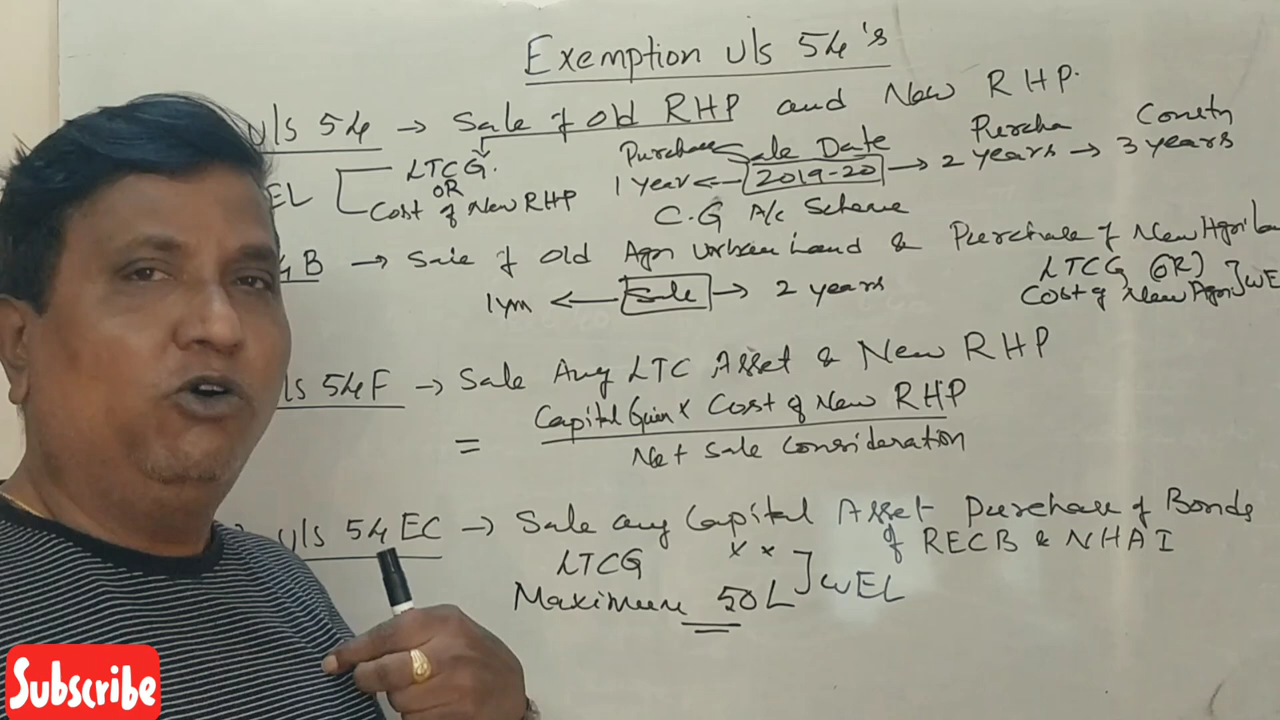 Exemption u/s 54's
u/s 54 → Sale of Old RHP and New RHP.
Purchase Sale Date Purcha Constn
1 year ← 2019-20 → 2 years → 3 years
EL LTCG.
OR
Cost of New RHP
C.G A/c Scheme
B → Sale of Old Agri Urban Land & Purchase of New Agri Lan
1 yr ← Sale → 2 years
LTCG (OR)
Cost of New Agri WE
/s 54F → Sale Any LTC Asset & New RHP
= Capital Gain x Cost of New RHP
Net Sale Consideration
u/s 54EC → Sale any Capital Asset Purchase of Bonds
of RECB & NHAI
LTCG x x
Maximum 50L WEL
Subscribe